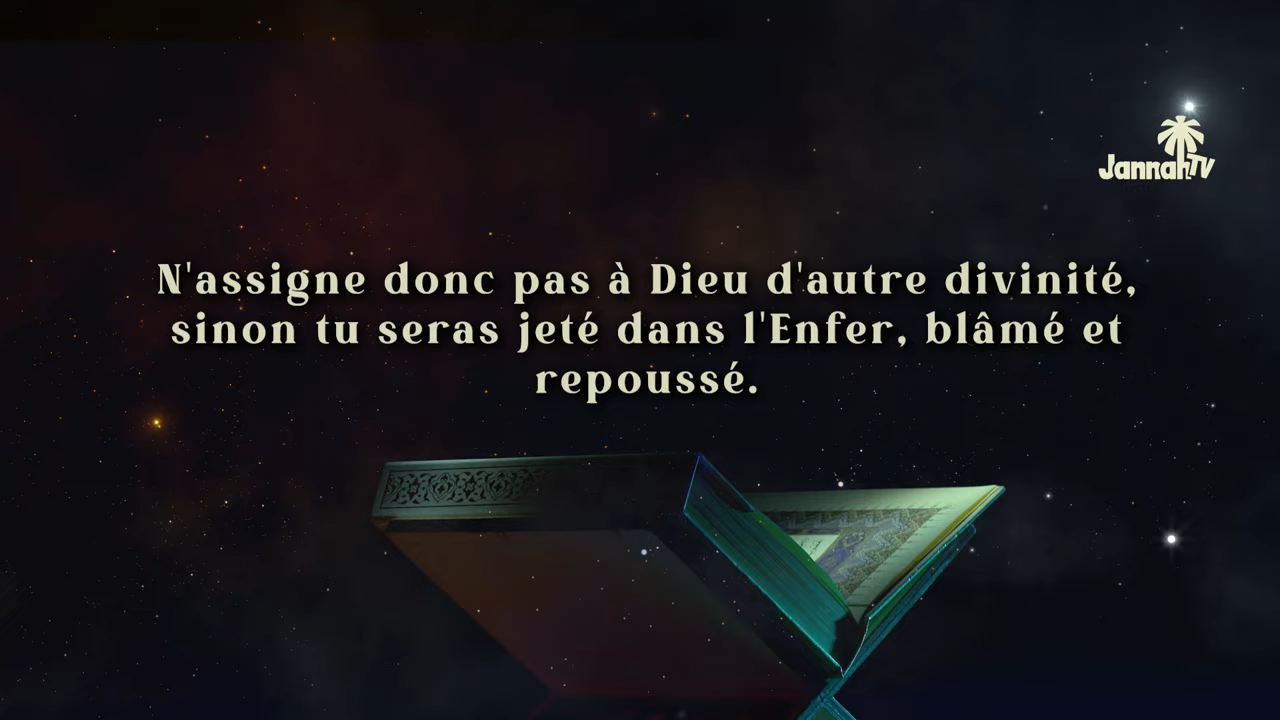 JannahTV
N'assigne donc pas à Dieu d'autre divinité,
sinon tu seras jeté dans l'Enfer, blâmé et
repoussé.